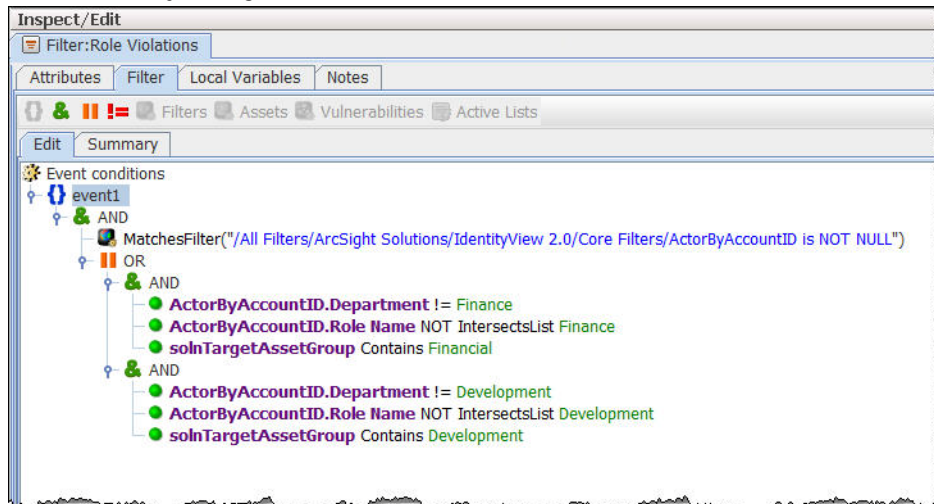 Inspect/Edit
Filter:Role Violations
Attributes Filter Local Variables Notes
{} & != Filters Assets Vulnerabilities Active Lists
Edit Summary
Event conditions
{} event1
& AND
MatchesFilter("/All Filters/ArcSight Solutions/IdentityView 2.0/Core Filters/ActorByAccountID is NOT NULL")
OR
& AND
ActorByAccountID.Department != Finance
ActorByAccountID.Role Name NOT IntersectsList Finance
solnTargetAssetGroup Contains Financial
& AND
ActorByAccountID.Department != Development
ActorByAccountID.Role Name NOT IntersectsList Development
solnTargetAssetGroup Contains Development